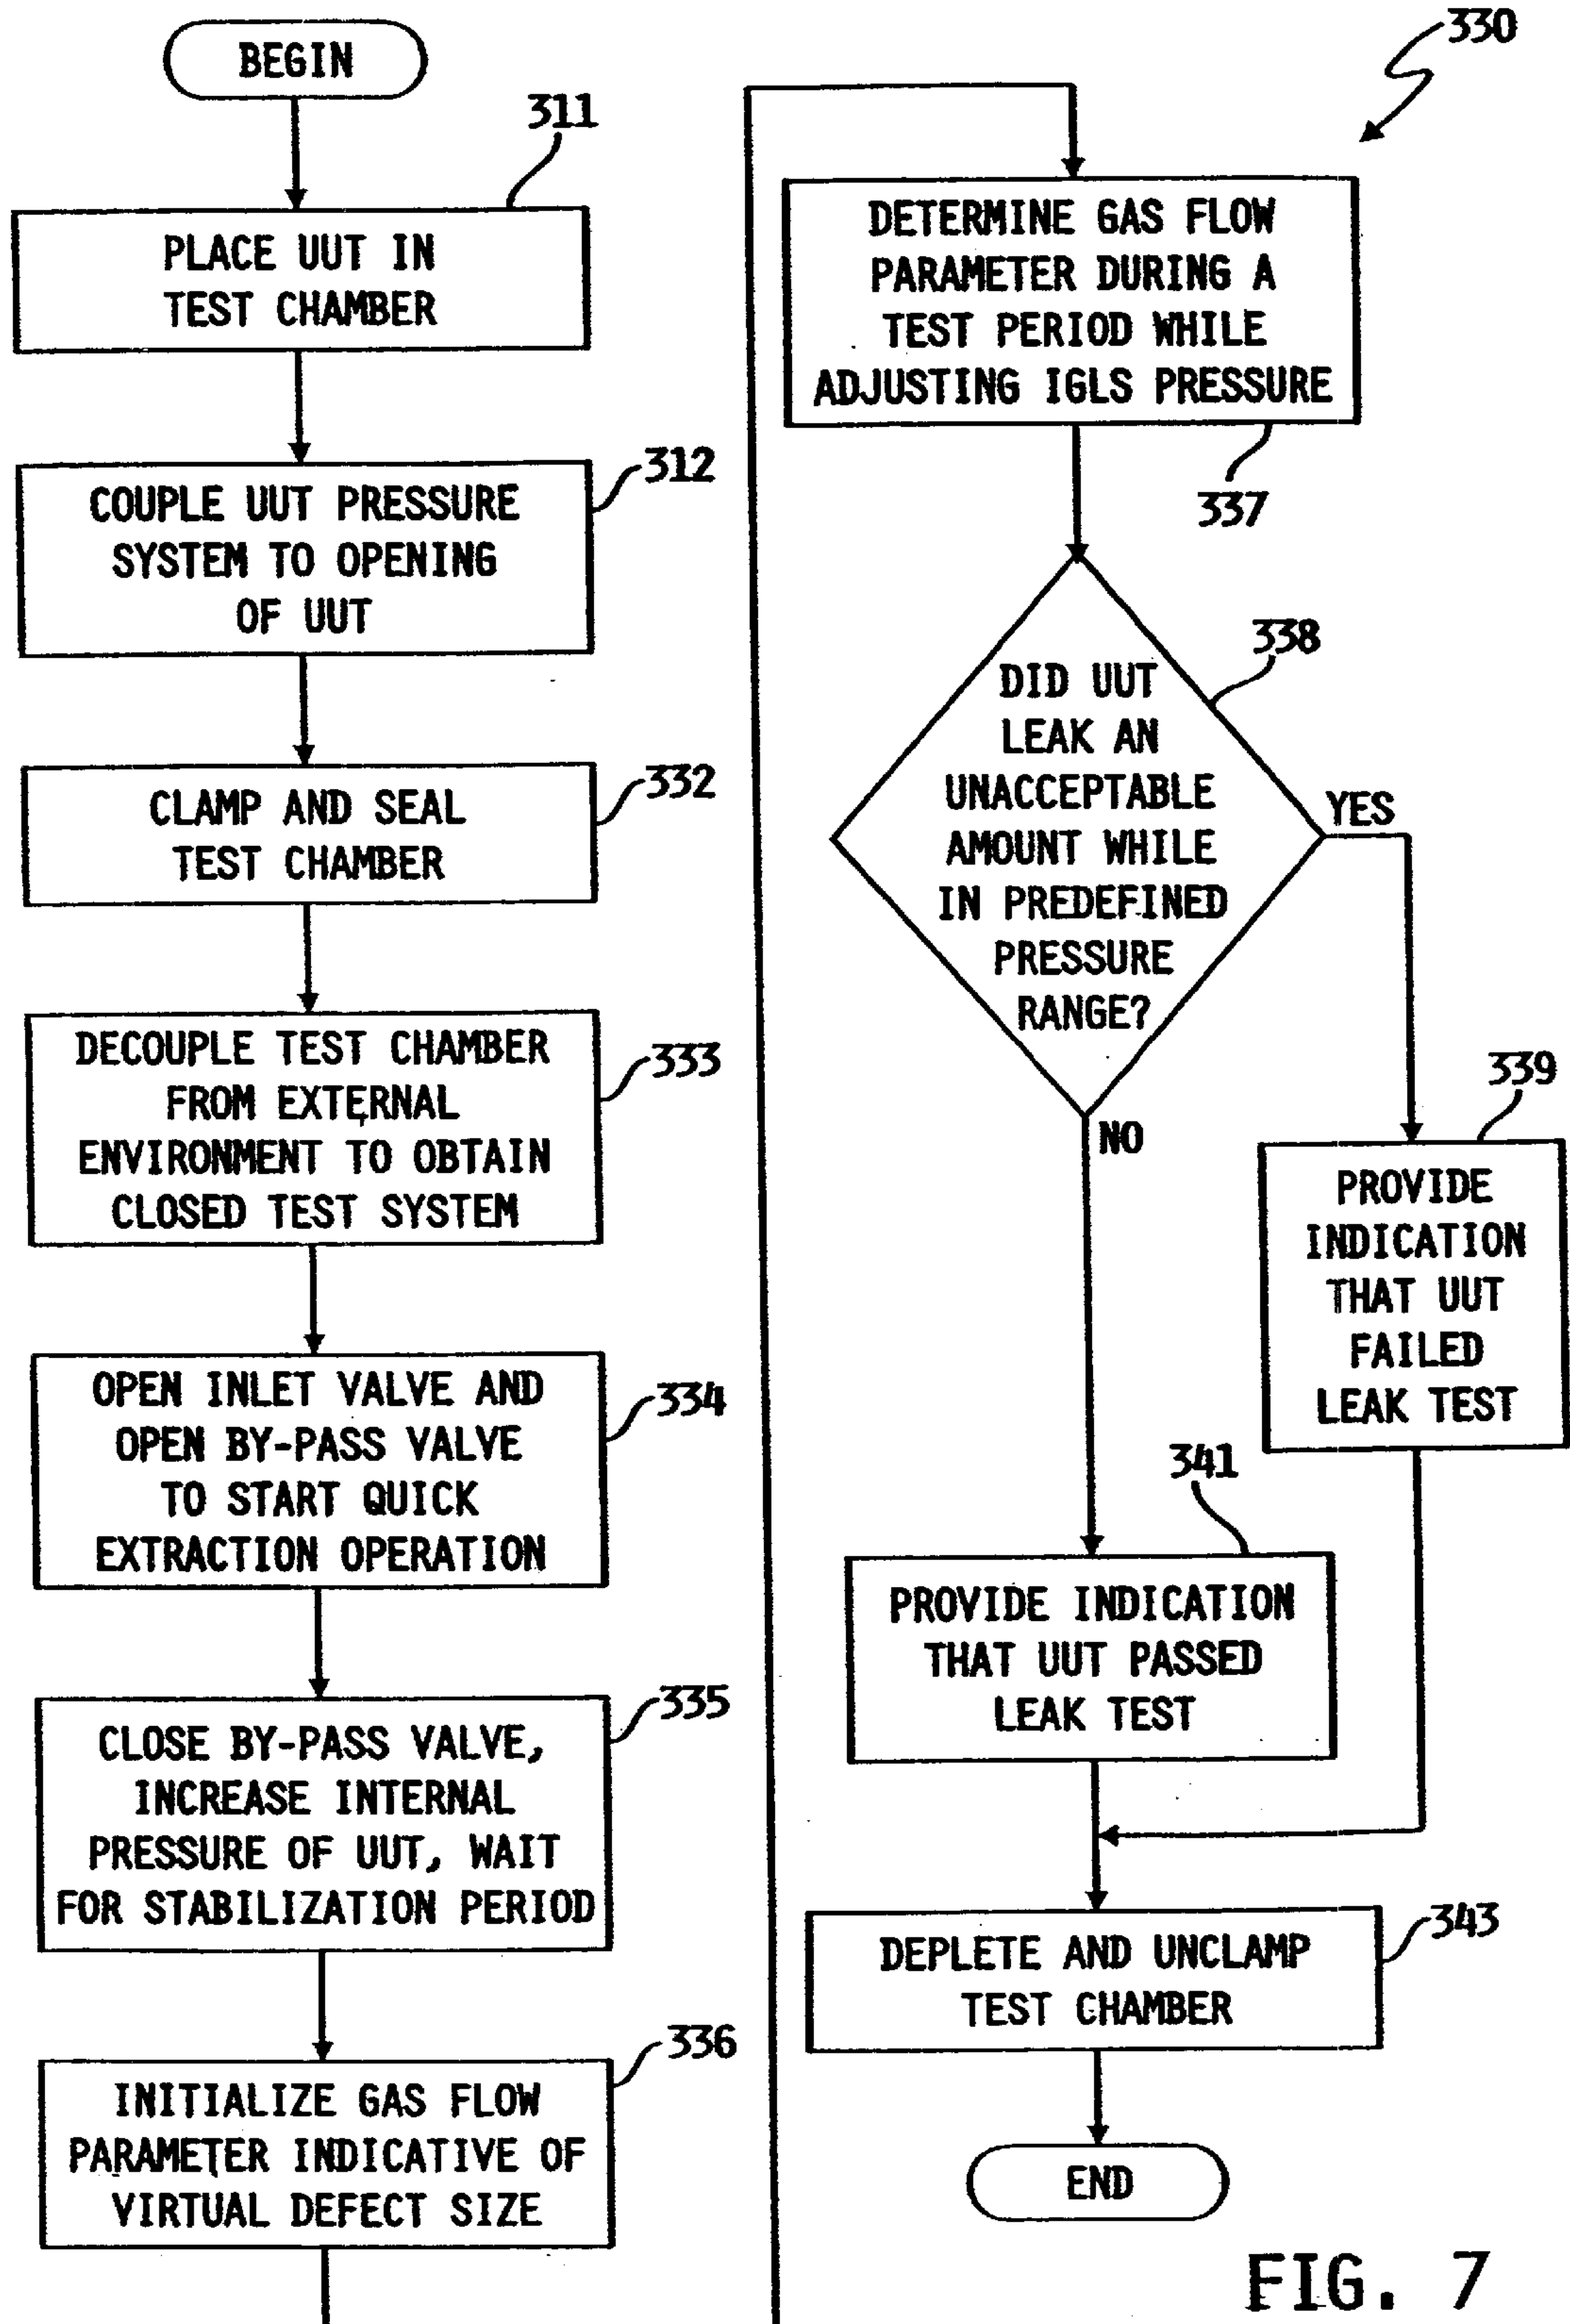 BEGIN
311
PLACE UUT IN
TEST CHAMBER
312
COUPLE UUT PRESSURE
SYSTEM TO OPENING
OF UUT
332
CLAMP AND SEAL
TEST CHAMBER
333
DECOUPLE TEST CHAMBER
FROM EXTERNAL
ENVIRONMENT TO OBTAIN
CLOSED TEST SYSTEM
334
OPEN INLET VALVE AND
OPEN BY-PASS VALVE
TO START QUICK
EXTRACTION OPERATION
335
CLOSE BY-PASS VALVE,
INCREASE INTERNAL
PRESSURE OF UUT, WAIT
FOR STABILIZATION PERIOD
336
INITIALIZE GAS FLOW
PARAMETER INDICATIVE OF
VIRTUAL DEFECT SIZE
330
DETERMINE GAS FLOW
PARAMETER DURING A
TEST PERIOD WHILE
ADJUSTING IGLS PRESSURE
337
338
DID UUT
LEAK AN
UNACCEPTABLE
AMOUNT WHILE
IN PREDEFINED
PRESSURE
RANGE?
YES
NO
339
PROVIDE
INDICATION
THAT UUT
FAILED
LEAK TEST
341
PROVIDE INDICATION
THAT UUT PASSED
LEAK TEST
343
DEPLETE AND UNCLAMP
TEST CHAMBER
END
FIG. 7